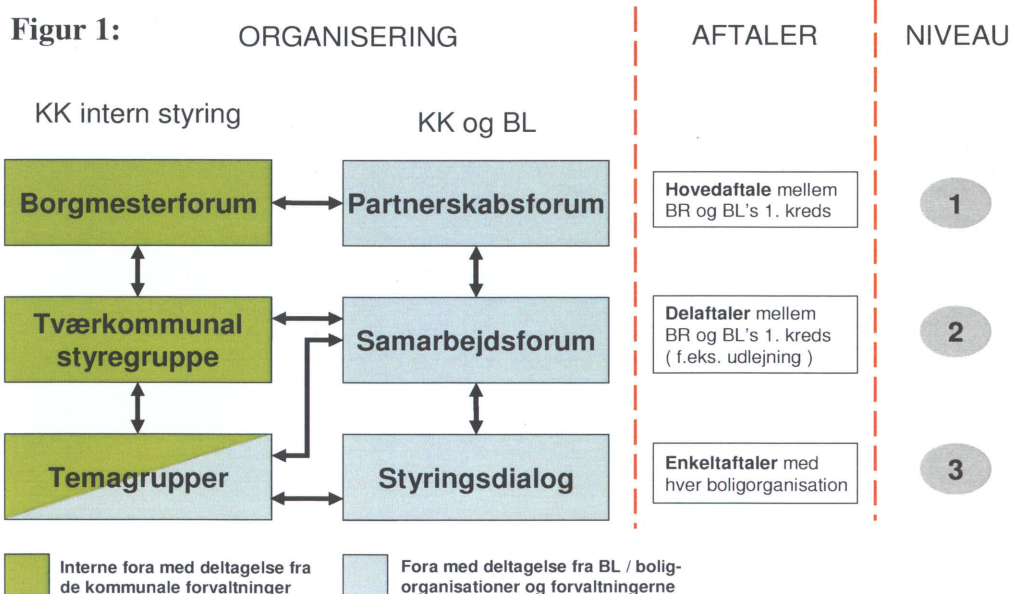 Figur 1:
ORGANISERING
AFTALER
NIVEAU
KK intern styring
KK og BL
Borgmesterforum
Partnerskabsforum
Hovedaftale mellem
BR og BL's 1. kreds
1
Tværkommunal
styregruppe
Samarbejdsforum
Delaftaler mellem
BR og BL's 1. kreds
( f.eks. udlejning )
2
Temagrupper
Styringsdialog
Enkeltaftaler med
hver boligorganisation
3
Interne fora med deltagelse fra
de kommunale forvaltninger
Fora med deltagelse fra BL / bolig-
organisationer og forvaltningerne